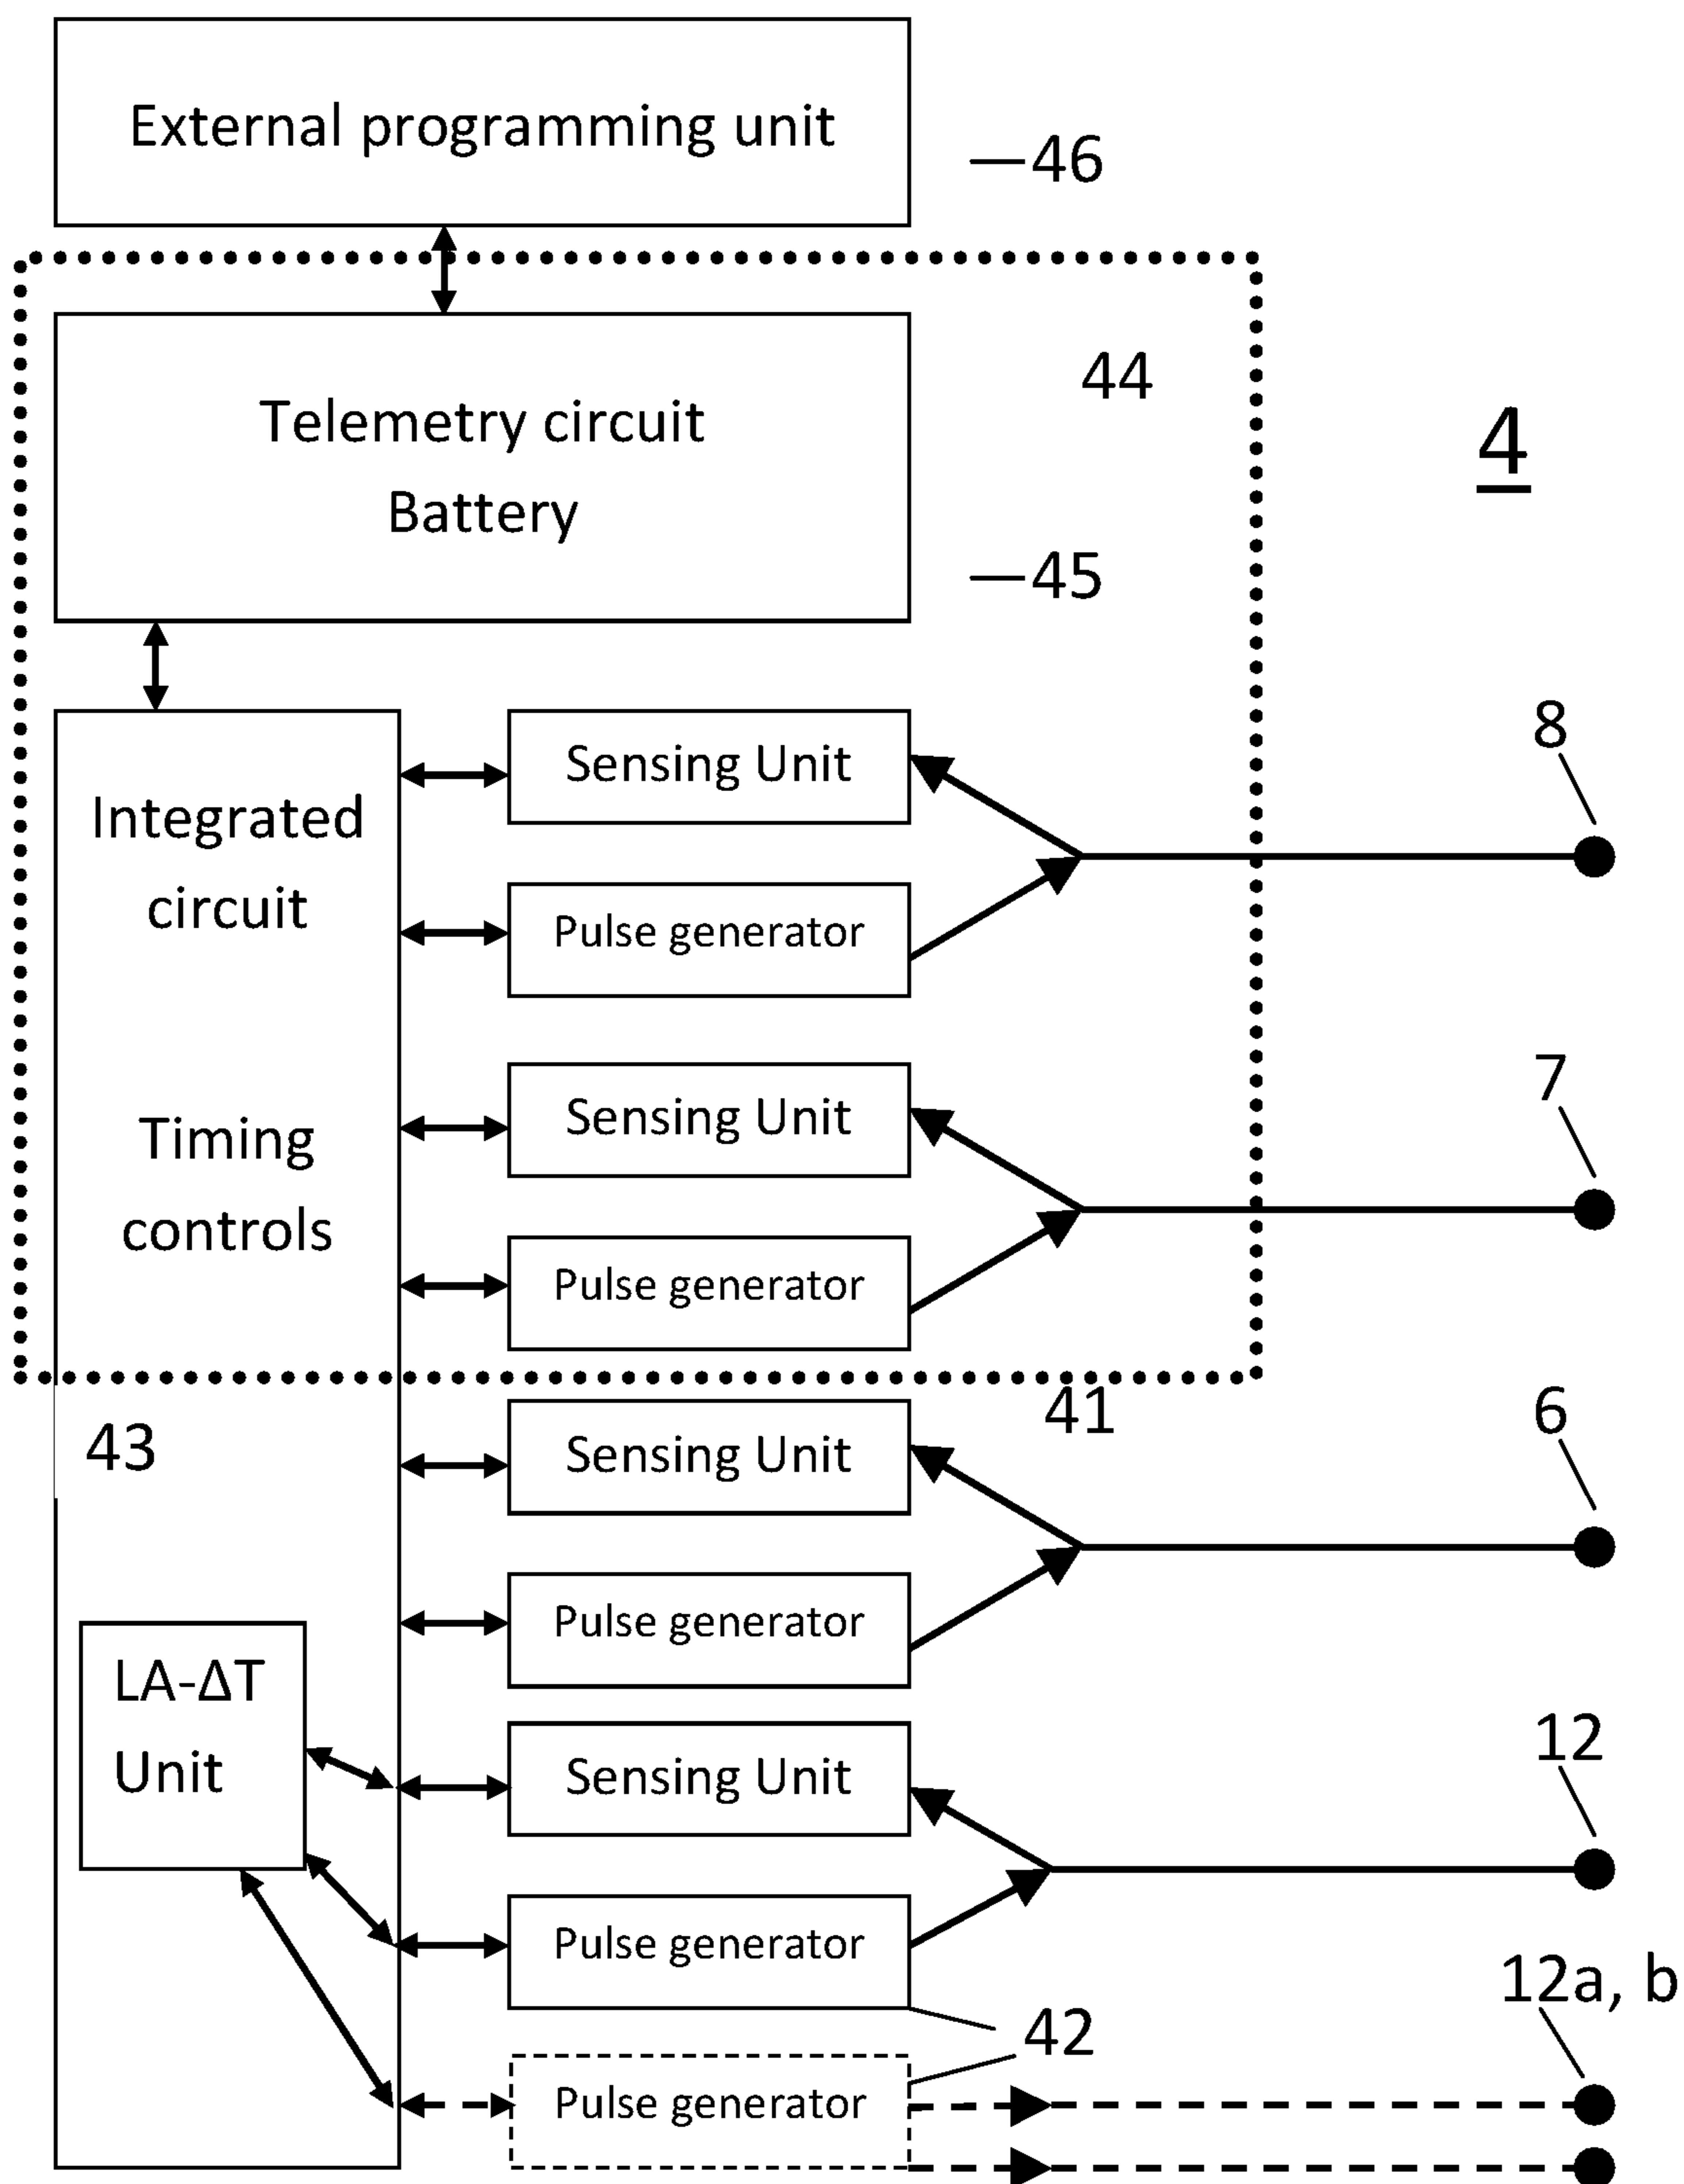 External programming unit
—46
Telemetry circuit
Battery
44
4
—45
8
Sensing Unit
Integrated
circuit
Pulse generator
7
Sensing Unit
Timing
controls
Pulse generator
41
6
43
Sensing Unit
Pulse generator
LA-ΔT
Unit
12
Sensing Unit
Pulse generator
12a, b
42
Pulse generator